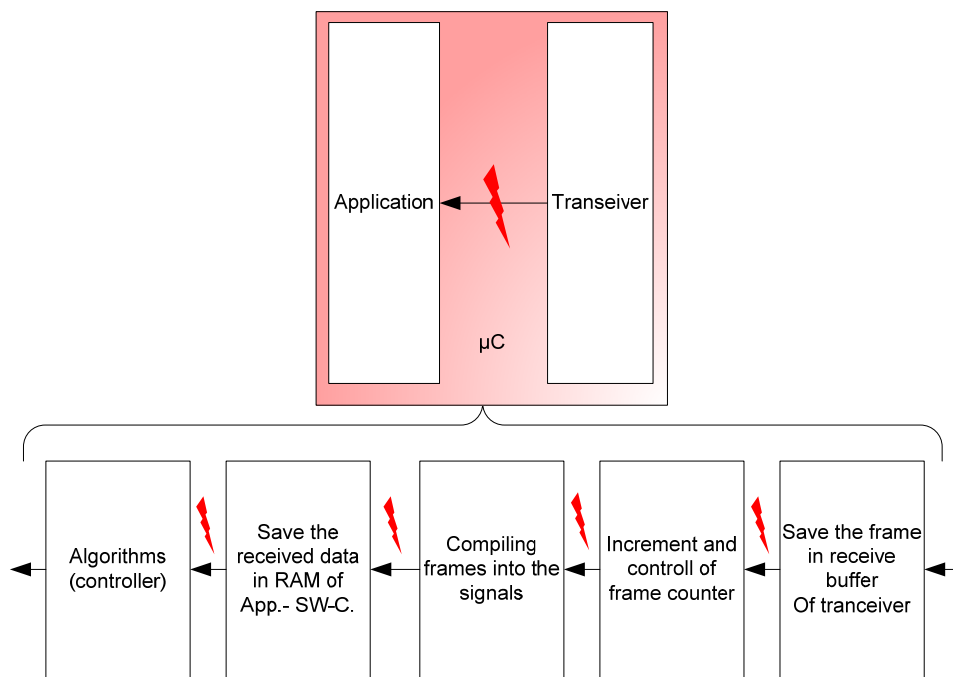 Application
Transeiver
µC
Algorithms
(controller)
Save the
received data
in RAM of
App.- SW-C.
Compiling
frames into the
signals
Increment and
controll of
frame counter
Save the frame
in receive
buffer
Of tranceiver